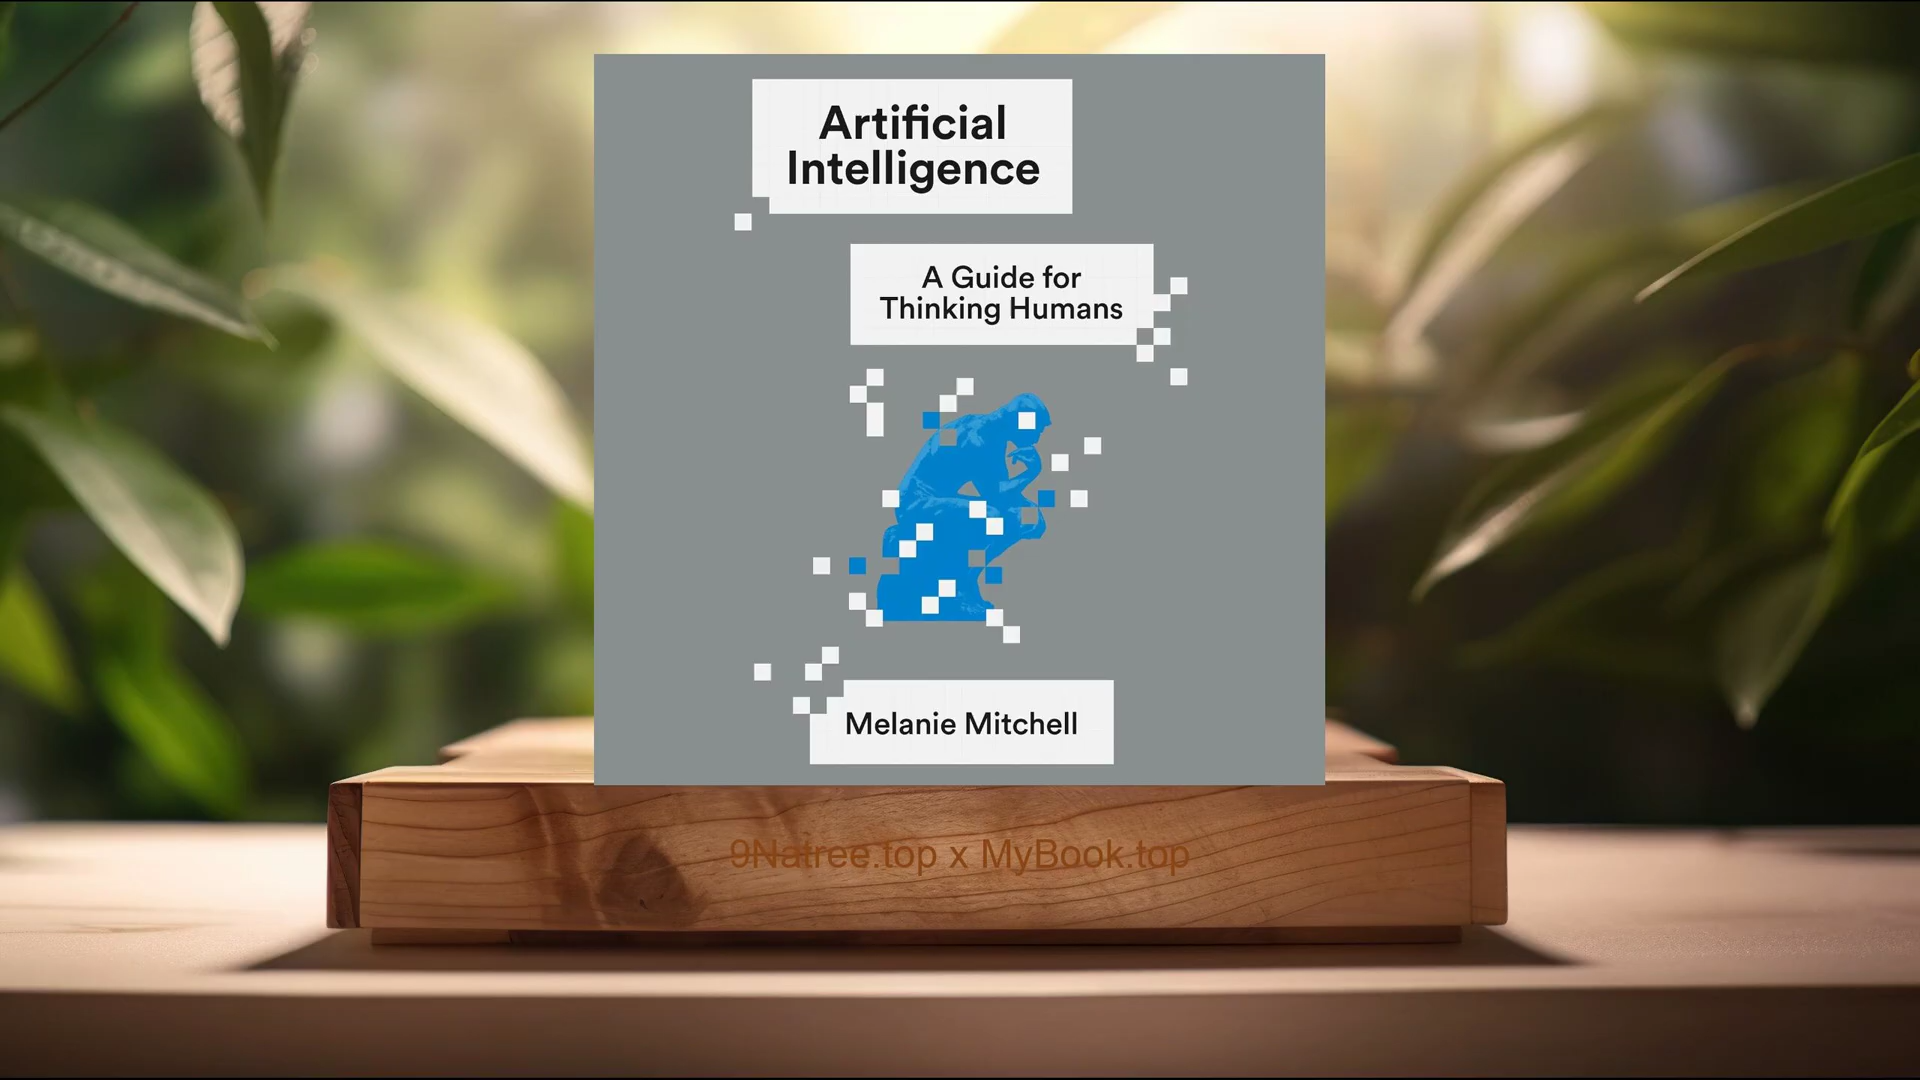 Artificial
Intelligence
A Guide for
Thinking Humans
Melanie Mitchell
9Natree.top x MyBook.top